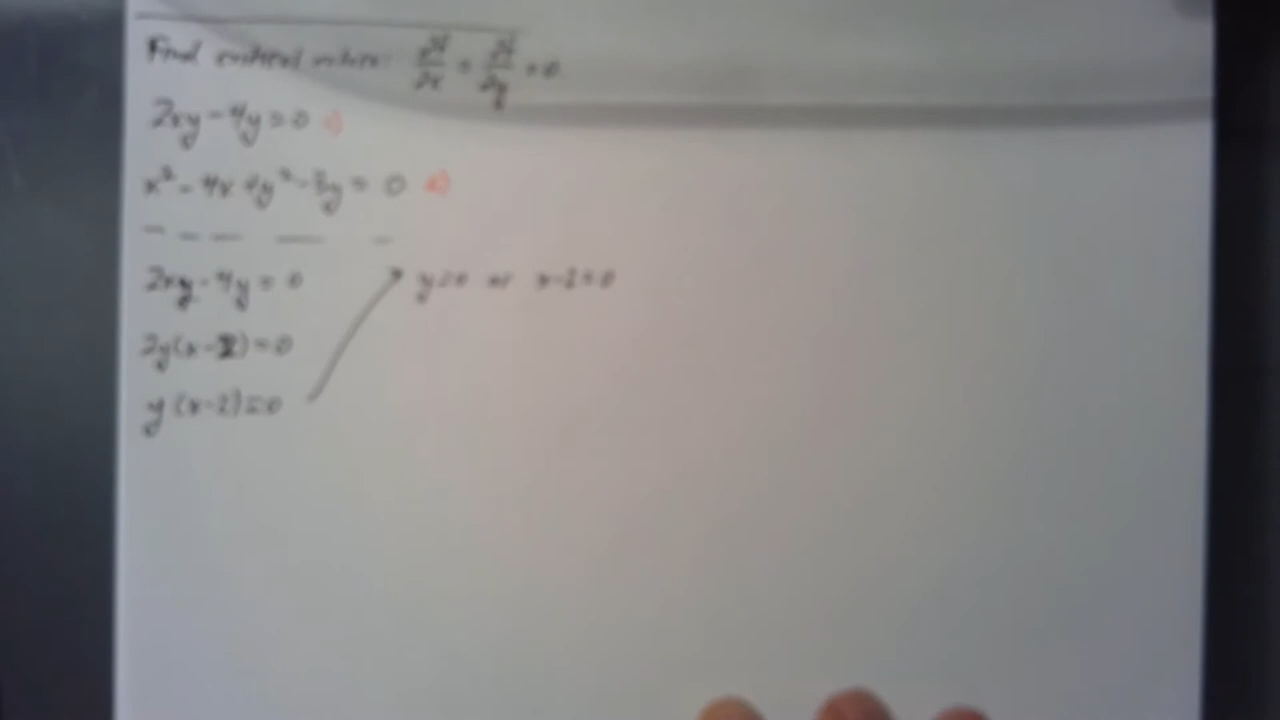 Find critical values: ∂f/∂x = ∂f/∂y = 0
2xy - 4y = 0
x² - 4x + y² - 3y = 0
2xy - 4y = 0
y = 0 or x - 2 = 0
2y(x - 2) = 0
y(x - 2) = 0